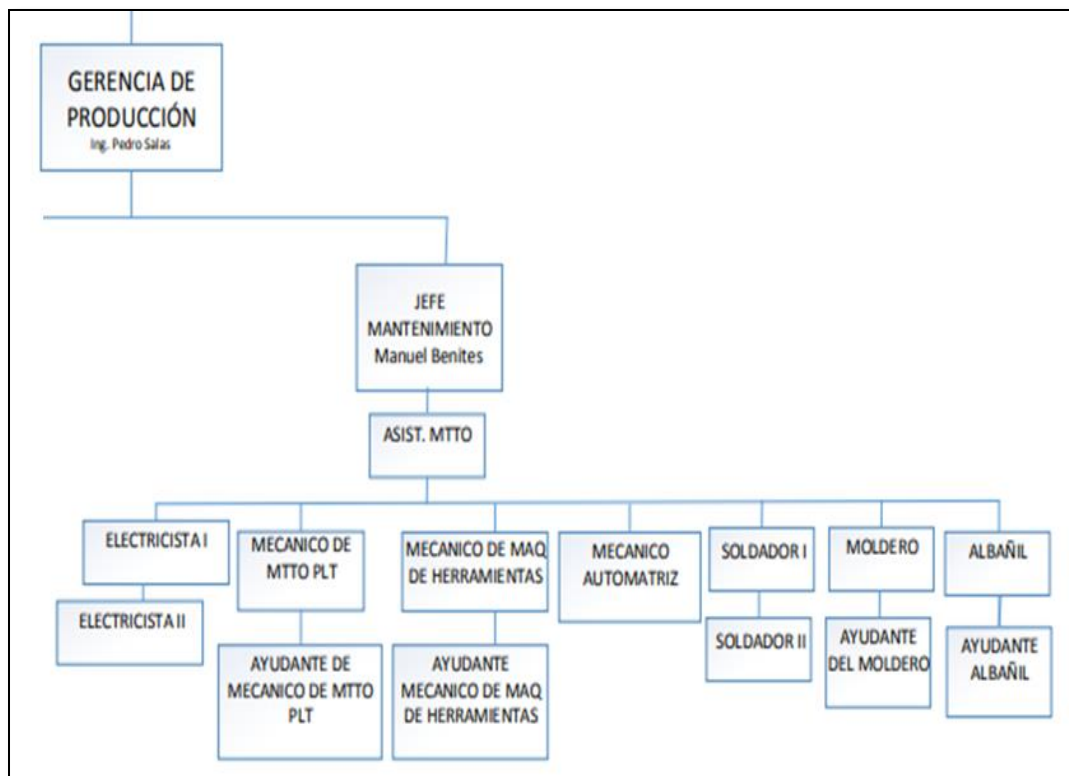 GERENCIA DE
PRODUCCIÓN
Ing. Pedro Salas
JEFE
MANTENIMIENTO
Manuel Benites
ASIST. MTTO
ELECTRICISTA I
ELECTRICISTA II
MECANICO DE
MTTO PLT
AYUDANTE DE
MECANICO DE MTTO
PLT
MECANICO DE MAQ
DE HERRAMIENTAS
AYUDANTE
MECANICO DE MAQ
DE HERRAMIENTAS
MECANICO
AUTOMATRIZ
SOLDADOR I
SOLDADOR II
MOLDERO
AYUDANTE
DEL MOLDERO
ALBAÑIL
AYUDANTE
ALBAÑIL